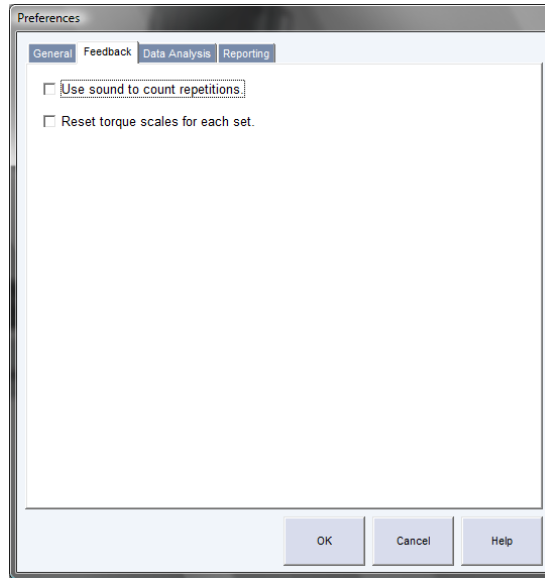 Preferences
General Feedback Data Analysis Reporting
Use sound to count repetitions.
Reset torque scales for each set.
OK Cancel Help